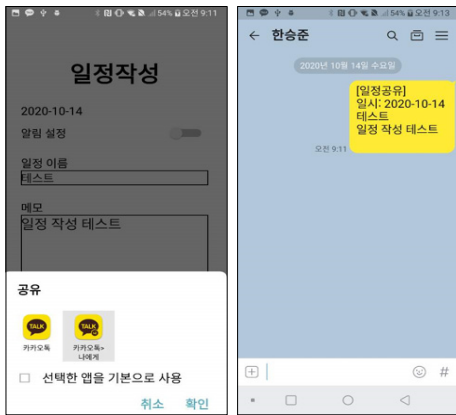 54% 오전 9:11
일정작성
2020-10-14
알림 설정
일정 이름
테스트
메모
일정 작성 테스트
공유
TALK
TALK
카카오톡
카카오톡>
나에게
선택한 앱을 기본으로 사용
취소 확인
54% 오전 9:13
한승준
2020년 10월 14일 수요일
[일정공유]
일시: 2020-10-14
테스트
일정 작성 테스트
오전 9:11
#